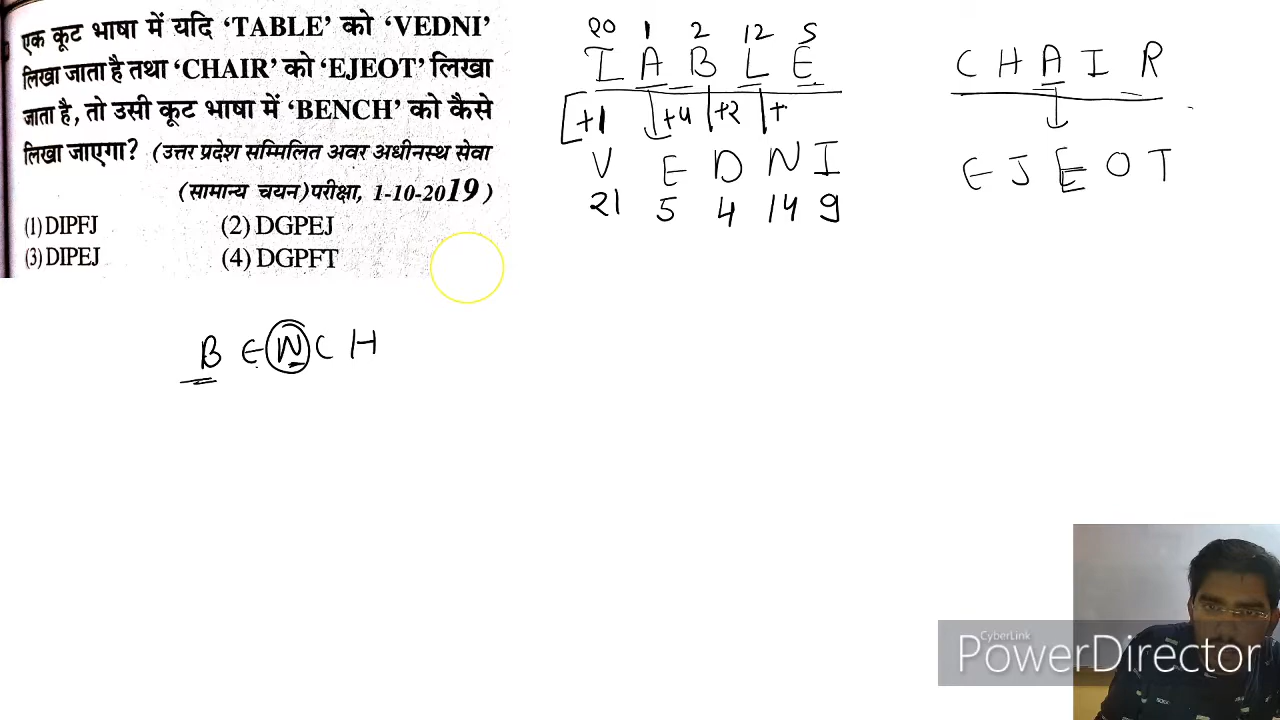 एक कूट भाषा में यदि ‘TABLE’ को ‘VEDNI’
लिखा जाता है तथा ‘CHAIR’ को ‘EJEOT’ लिखा
जाता है, तो उसी कूट भाषा में ‘BENCH’ को कैसे
लिखा जाएगा? (उत्तर प्रदेश सम्मिलित अवर अधीनस्थ सेवा
(सामान्य चयन) परीक्षा, 1-10-2019)
(1) DIPFJ (2) DGPEJ
(3) DIPEJ (4) DGPFT
20 1 2 12 5
T A B L E
+1 +4 +2 +
V E D N I
21 5 4 14 9
C H A I R
E J E O T
B E N C H
CyberLink
PowerDirector